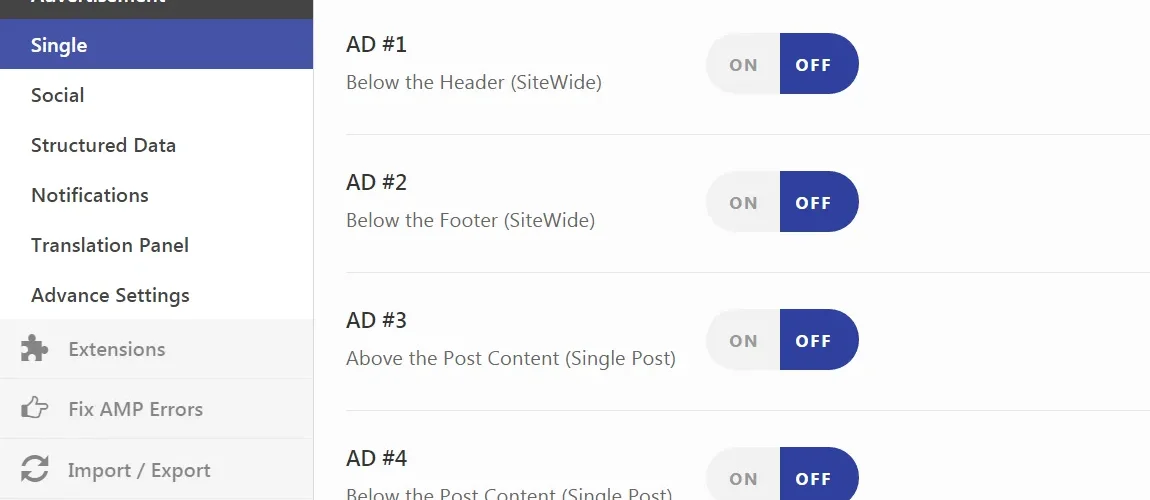 Advertisement
Single
Social
Structured Data
Notifications
Translation Panel
Advance Settings
Extensions
Fix AMP Errors
Import / Export
AD #1
Below the Header (SiteWide)
ON OFF
AD #2
Below the Footer (SiteWide)
ON OFF
AD #3
Above the Post Content (Single Post)
ON OFF
AD #4
Below the Post Content (Single Post)
ON OFF